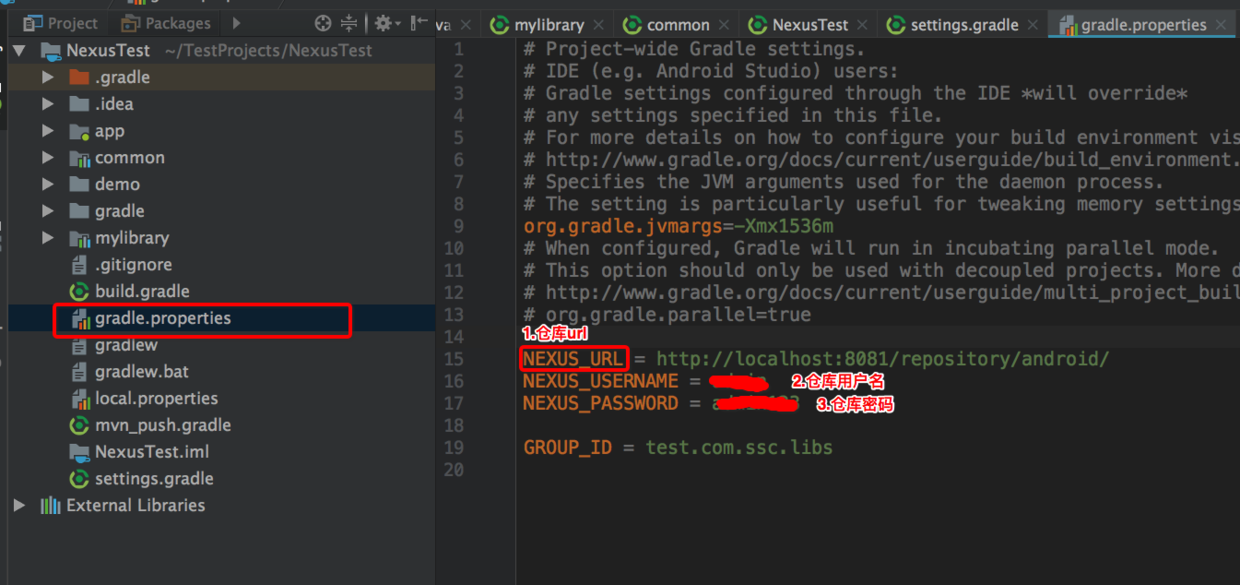 Project Packages
NexusTest ~/TestProjects/NexusTest
.gradle
.idea
app
common
demo
gradle
mylibrary
.gitignore
build.gradle
gradle.properties
gradlew
gradlew.bat
local.properties
mvn_push.gradle
NexusTest.iml
settings.gradle
External Libraries
va mylibrary common NexusTest settings.gradle gradle.properties
1 # Project-wide Gradle settings.
2 # IDE (e.g. Android Studio) users:
3 # Gradle settings configured through the IDE *will override*
4 # any settings specified in this file.
5 # For more details on how to configure your build environment vis
6 # http://www.gradle.org/docs/current/userguide/build_environment.
7 # Specifies the JVM arguments used for the daemon process.
8 # The setting is particularly useful for tweaking memory settings
9 org.gradle.jvmargs=-Xmx1536m
10 # When configured, Gradle will run in incubating parallel mode.
11 # This option should only be used with decoupled projects. More d
12 # http://www.gradle.org/docs/current/userguide/multi_project_buil
13 # org.gradle.parallel=true
1.仓库url
14
15 NEXUS_URL = http://localhost:8081/repository/android/
16 NEXUS_USERNAME = 2.仓库用户名
17 NEXUS_PASSWORD = 3.仓库密码
18
19 GROUP_ID = test.com.ssc.libs
20